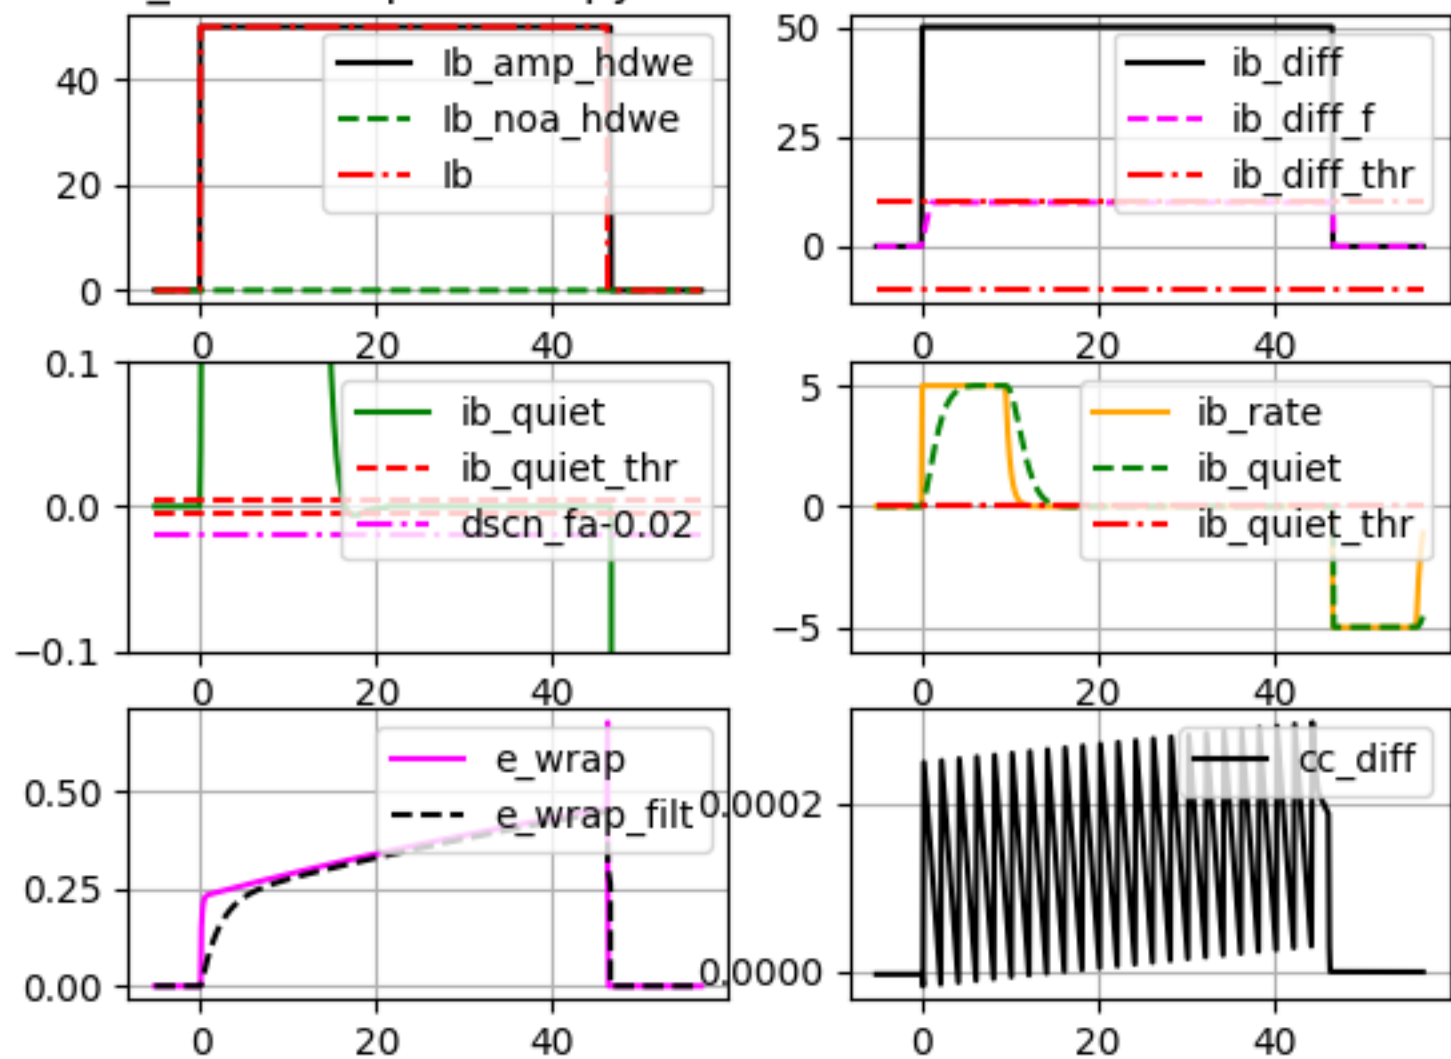 40
20
0
Ib_amp_hdwe
Ib_noa_hdwe
Ib
0 20 40
50
25
0
ib_diff
ib_diff_f
ib_diff_thr
0 20 40
0.1
0.0
−0.1
ib_quiet
ib_quiet_thr
dscn_fa-0.02
0 20 40
5
0
−5
ib_rate
ib_quiet
ib_quiet_thr
0 20 40
0.50
0.25
0.00
e_wrap
e_wrap_filt
0 20 40
0.0002
0.0000
cc_diff
0 20 40